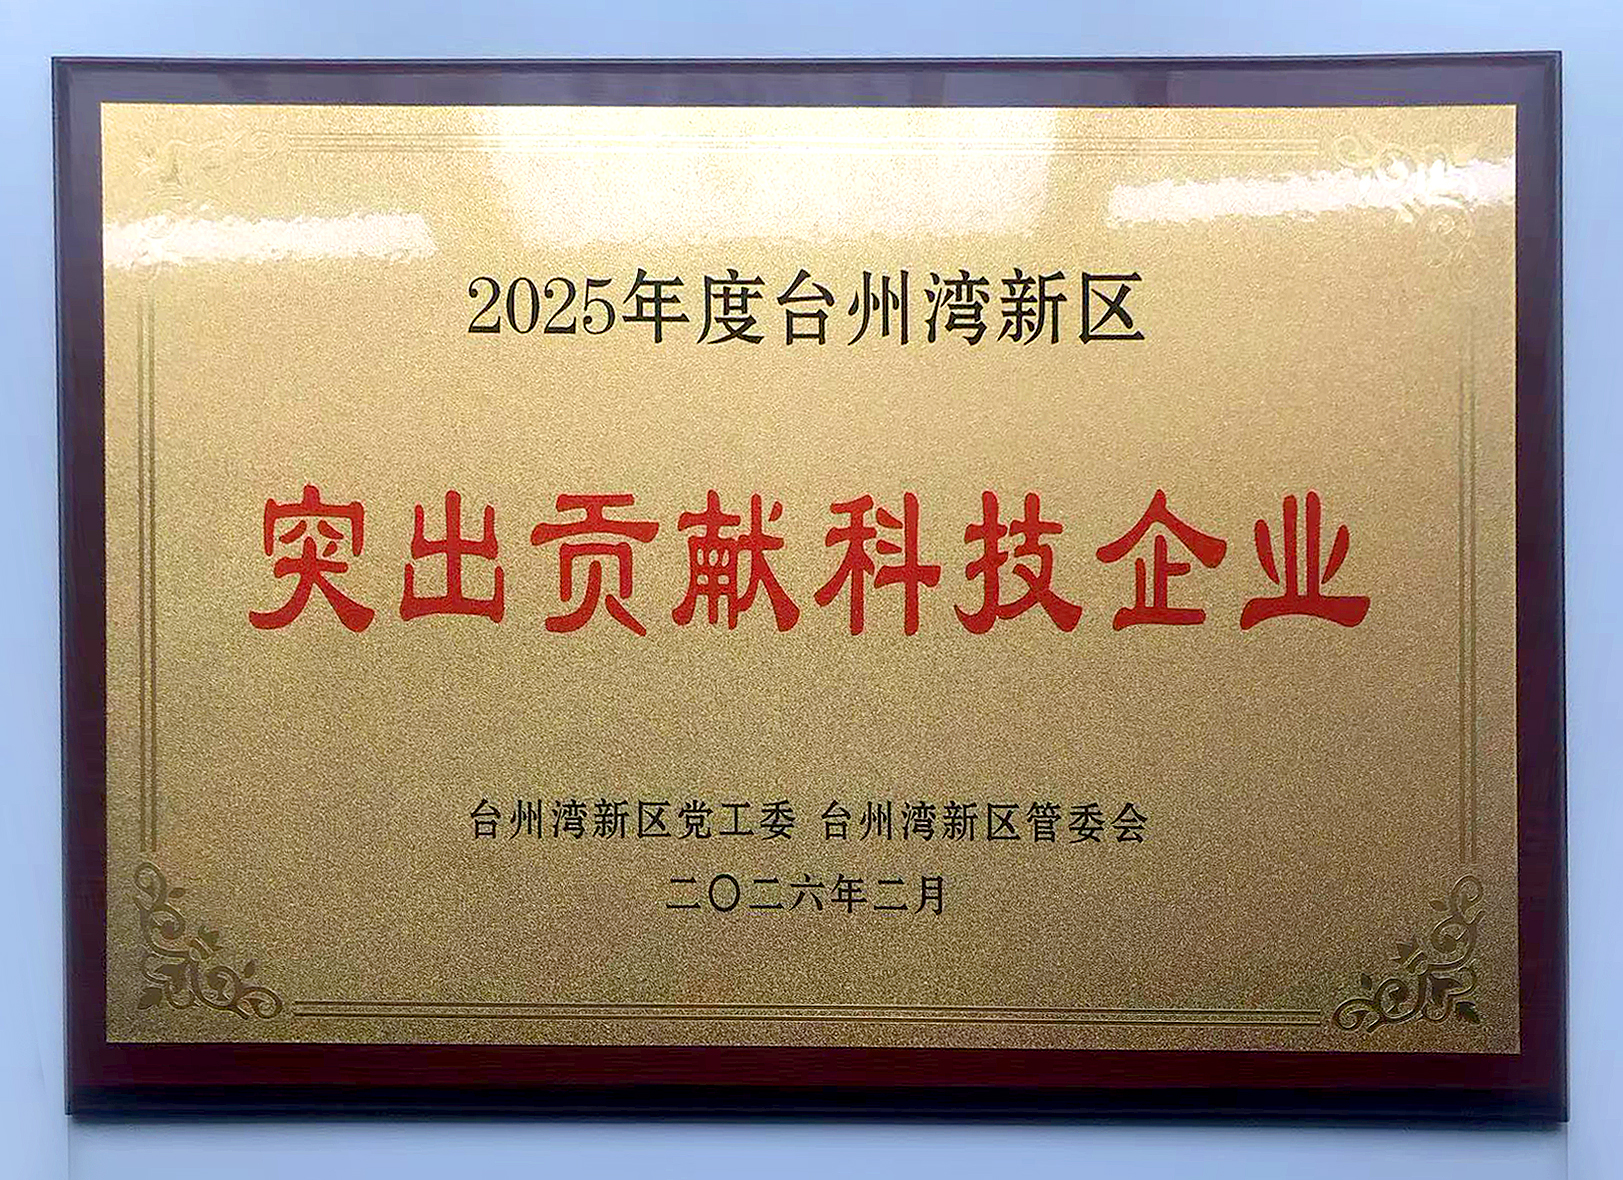 2025年度台州湾新区
突出贡献科技企业
台州湾新区党工委 台州湾新区管委会
二〇二六年二月